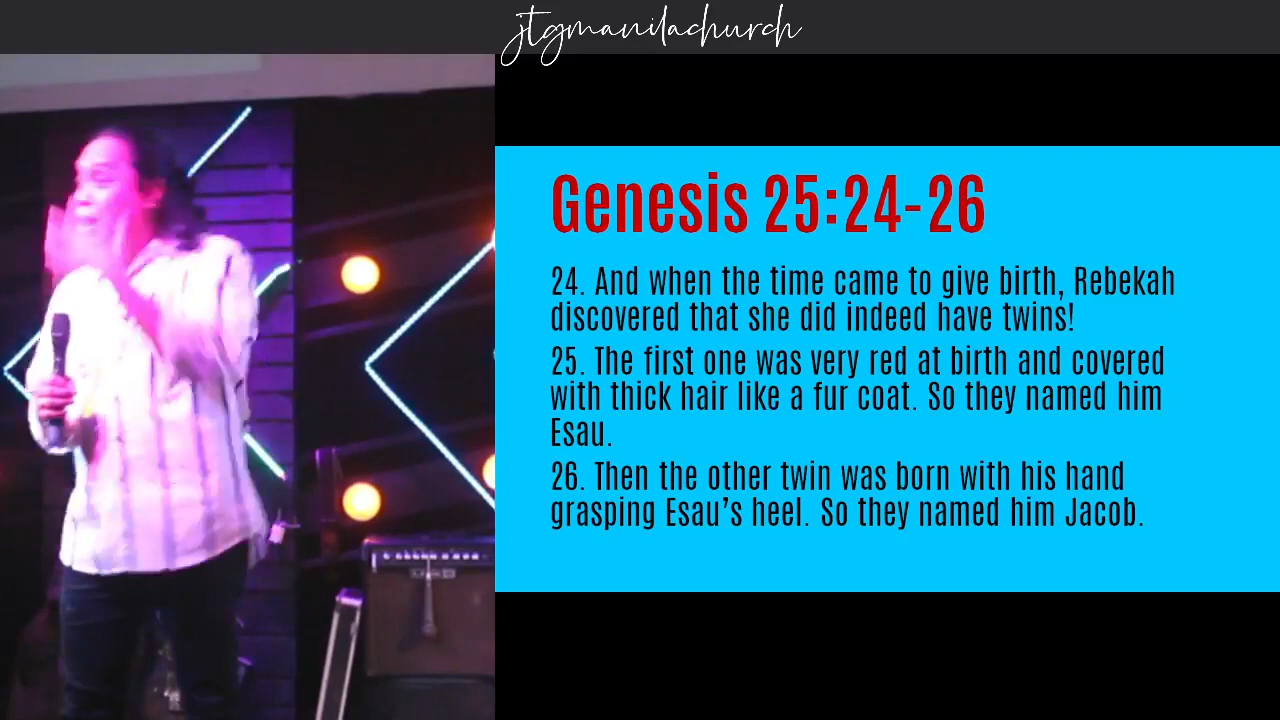 jtgmanilachurch
Genesis 25:24-26
24. And when the time came to give birth, Rebekah
discovered that she did indeed have twins!
25. The first one was very red at birth and covered
with thick hair like a fur coat. So they named him
Esau.
26. Then the other twin was born with his hand
grasping Esau’s heel. So they named him Jacob.